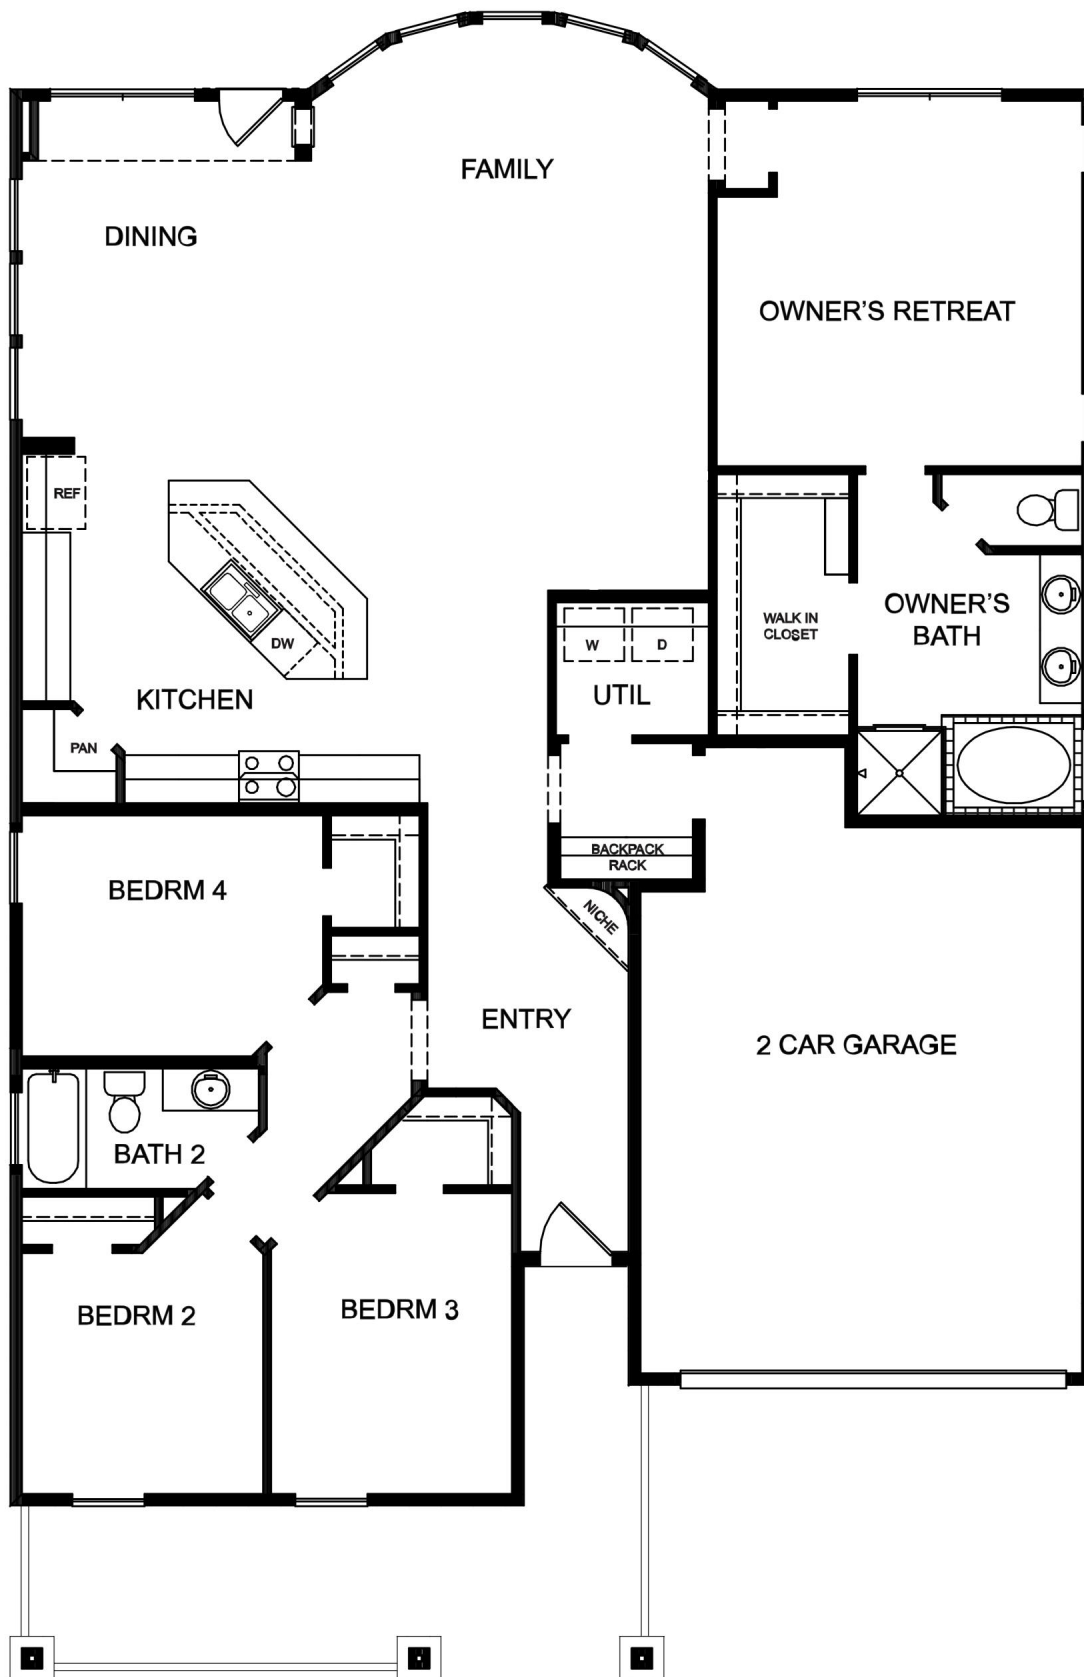 FAMILY
DINING
OWNER'S RETREAT
REF
DW
WALK IN
CLOSET
OWNER'S
BATH
W
D
UTIL
KITCHEN
PAN
BACKPACK
RACK
BEDRM 4
NICHE
ENTRY
2 CAR GARAGE
BATH 2
BEDRM 2
BEDRM 3